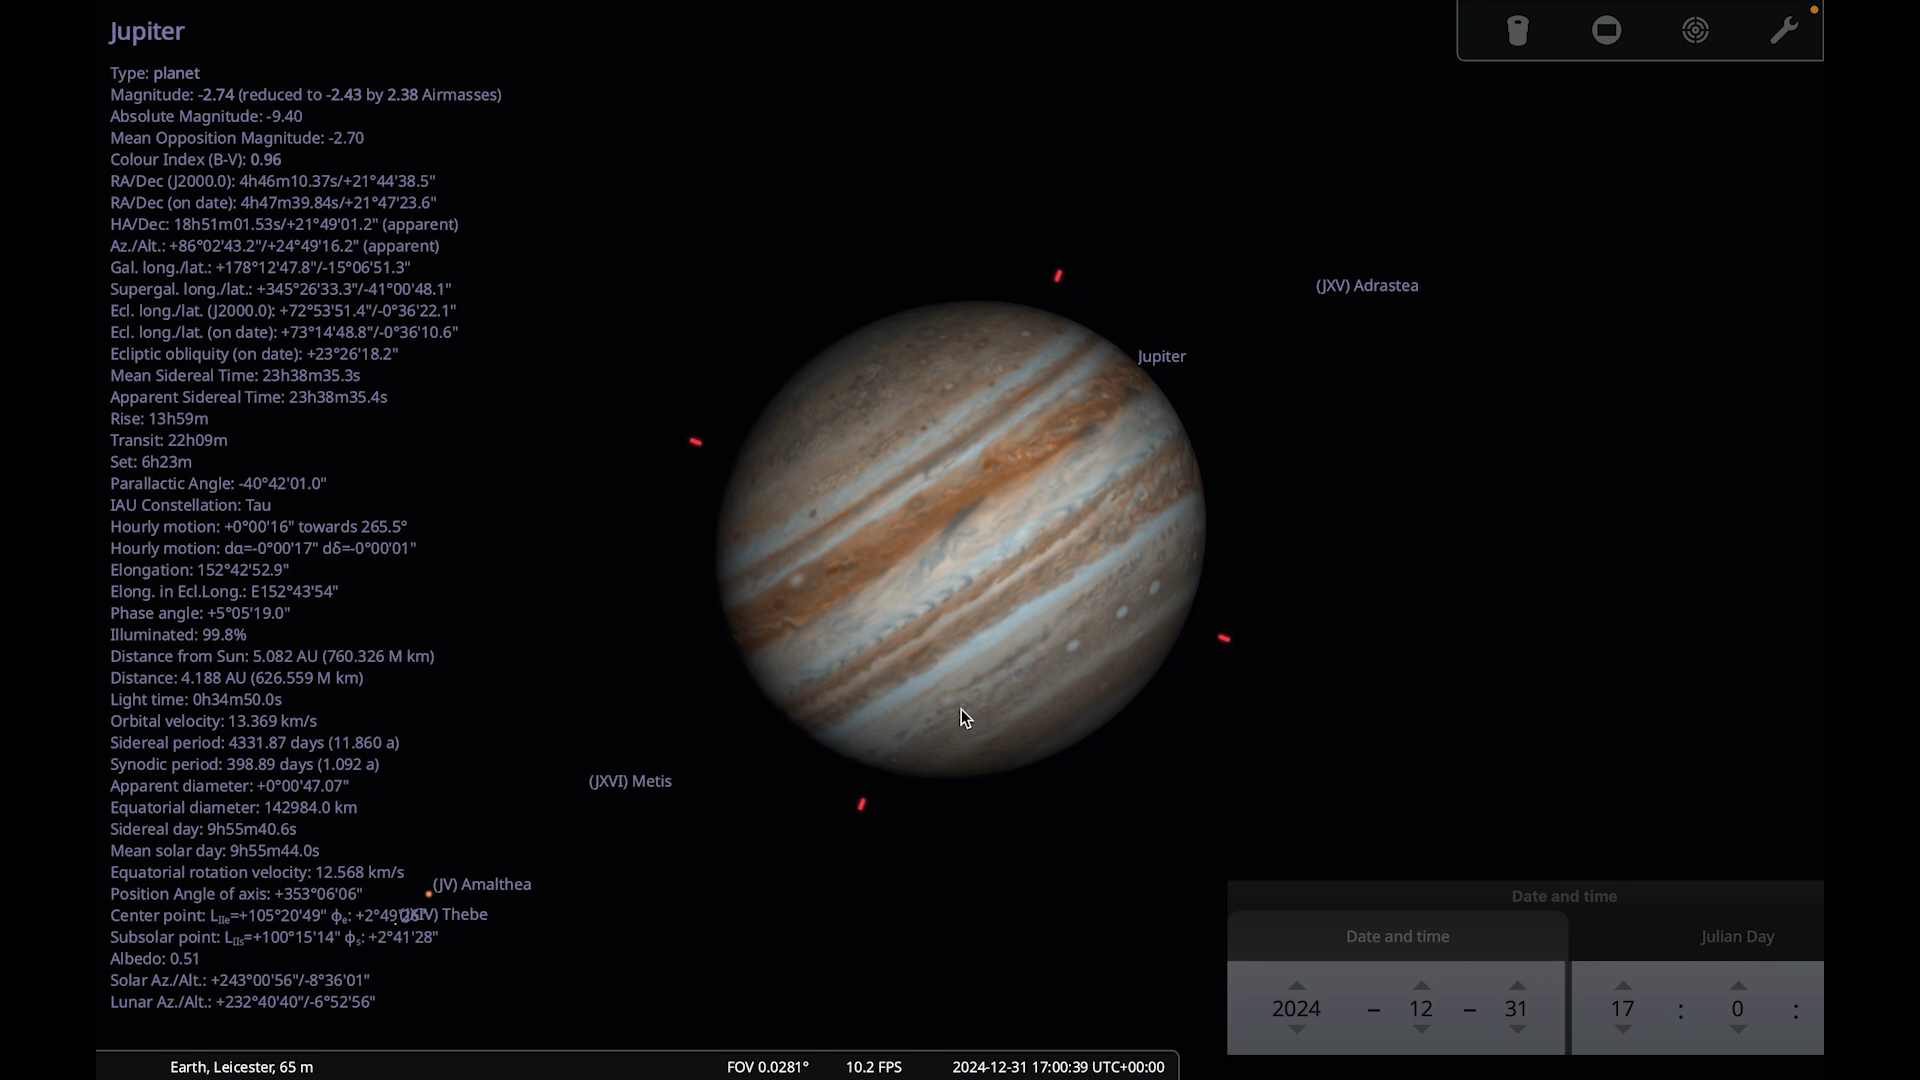 Jupiter
Type: planet
Magnitude: -2.74 (reduced to -2.43 by 2.38 Airmasses)
Absolute Magnitude: -9.40
Mean Opposition Magnitude: -2.70
Colour Index (B-V): 0.96
RA/Dec (J2000.0): 4h46m10.37s/+21°44'38.5"
RA/Dec (on date): 4h47m39.84s/+21°47'23.6"
HA/Dec: 18h51m01.53s/+21°49'01.2" (apparent)
Az./Alt.: +86°02'43.2"/+24°49'16.2" (apparent)
Gal. long./lat.: +178°12'47.8"/-15°06'51.3"
Supergal. long./lat.: +345°26'33.3"/-41°00'48.1"
Ecl. long./lat. (J2000.0): +72°53'51.4"/-0°36'22.1"
Ecl. long./lat. (on date): +73°14'48.8"/-0°36'10.6"
Ecliptic obliquity (on date): +23°26'18.2"
Mean Sidereal Time: 23h38m35.3s
Apparent Sidereal Time: 23h38m35.4s
Rise: 13h59m
Transit: 22h09m
Set: 6h23m
Parallactic Angle: -40°42'01.0"
IAU Constellation: Tau
Hourly motion: +0°00'16" towards 265.5°
Hourly motion: dα=-0°00'17" dδ=-0°00'01"
Elongation: 152°42'52.9"
Elong. in Ecl.Long.: E152°43'54"
Phase angle: +5°05'19.0"
Illuminated: 99.8%
Distance from Sun: 5.082 AU (760.326 M km)
Distance: 4.188 AU (626.559 M km)
Light time: 0h34m50.0s
Orbital velocity: 13.369 km/s
Sidereal period: 4331.87 days (11.860 a)
Synodic period: 398.89 days (1.092 a)
Apparent diameter: +0°00'47.07"
Equatorial diameter: 142984.0 km
Sidereal day: 9h55m40.6s
Mean solar day: 9h55m44.0s
Equatorial rotation velocity: 12.568 km/s
Position Angle of axis: +353°06'06"
Center point: L_IIe=+105°20'49" φ_e:
Subsolar point: L_IIs=+100°15'14" φ_s: +2°41'28"
Albedo: 0.51
Solar Az./Alt.: +243°00'56"/-8°36'01"
Lunar Az./Alt.: +232°40'40"/-6°52'56"
(JXV) Adrastea
Jupiter
(JXVI) Metis
(JV) Amalthea
(JXIV) Thebe
Date and time
Date and time
Julian Day
2024 – 12 – 31
17 : 0 :
Earth, Leicester, 65 m
FOV 0.0281°
10.2 FPS
2024-12-31 17:00:39 UTC+00:00